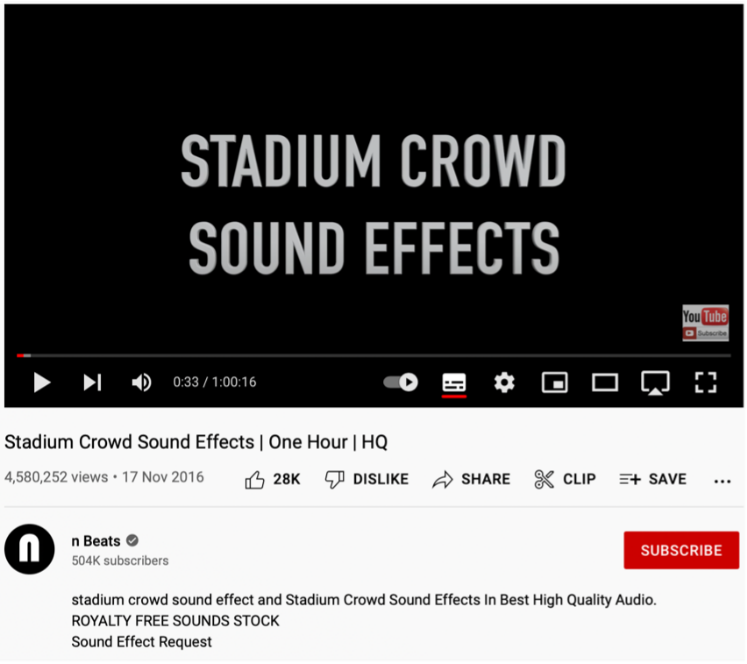 STADIUM CROWD
SOUND EFFECTS
YouTube
Subscribe
0:33 / 1:00:16
Stadium Crowd Sound Effects | One Hour | HQ
4,580,252 views • 17 Nov 2016 28K DISLIKE SHARE CLIP SAVE ...
n Beats
504K subscribers
SUBSCRIBE
stadium crowd sound effect and Stadium Crowd Sound Effects In Best High Quality Audio.
ROYALTY FREE SOUNDS STOCK
Sound Effect Request